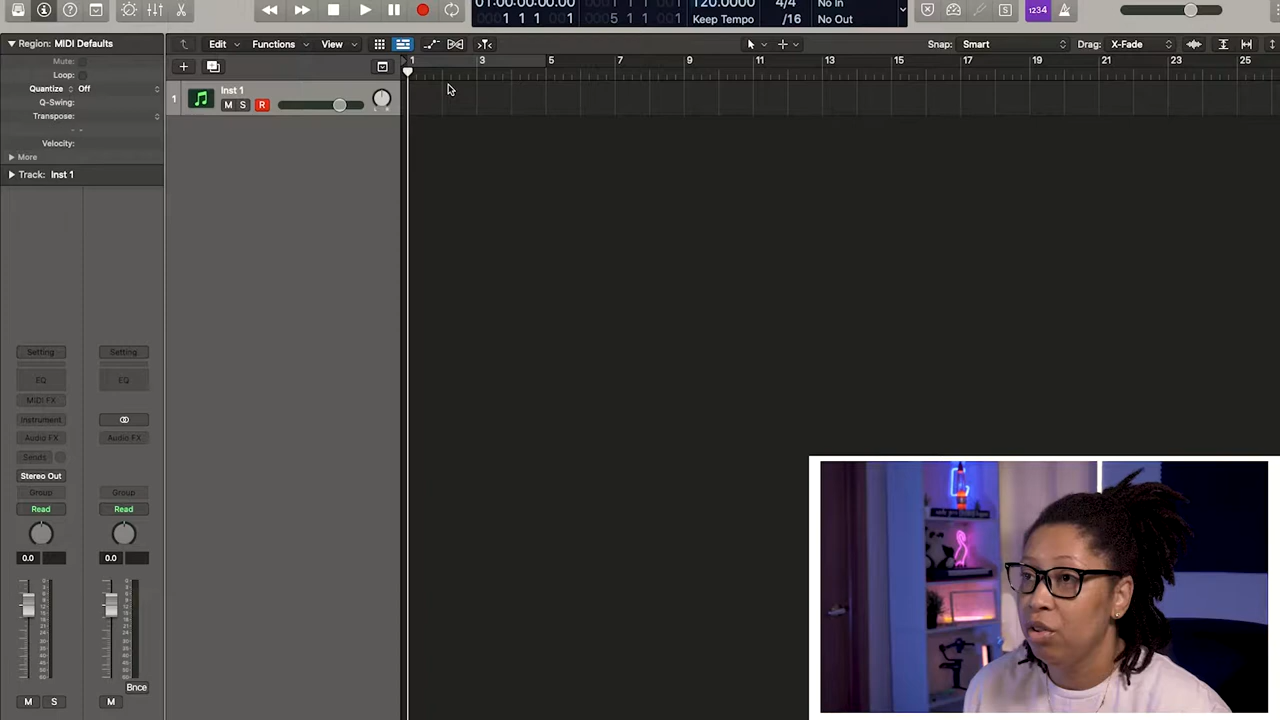 01:00:00:00.00 120.0000 4/4 No In
1 1 1 1 5 1 1 1 Keep Tempo /16 No Out 1234
Region: MIDI Defaults Edit Functions View Snap: Smart Drag: X-Fade
Mute:
Loop:
Quantize Off
Q-Swing:
Transpose:
Velocity:
More
Track: Inst 1
1 3 5 7 9 11 13 15 17 19 21 23 25
1 Inst 1
M S R
Setting Setting
EQ EQ
MIDI FX
Instrument
Audio FX Audio FX
Sends
Stereo Out
Group Group
Read Read
0.0 0.0
Bnce
M S M